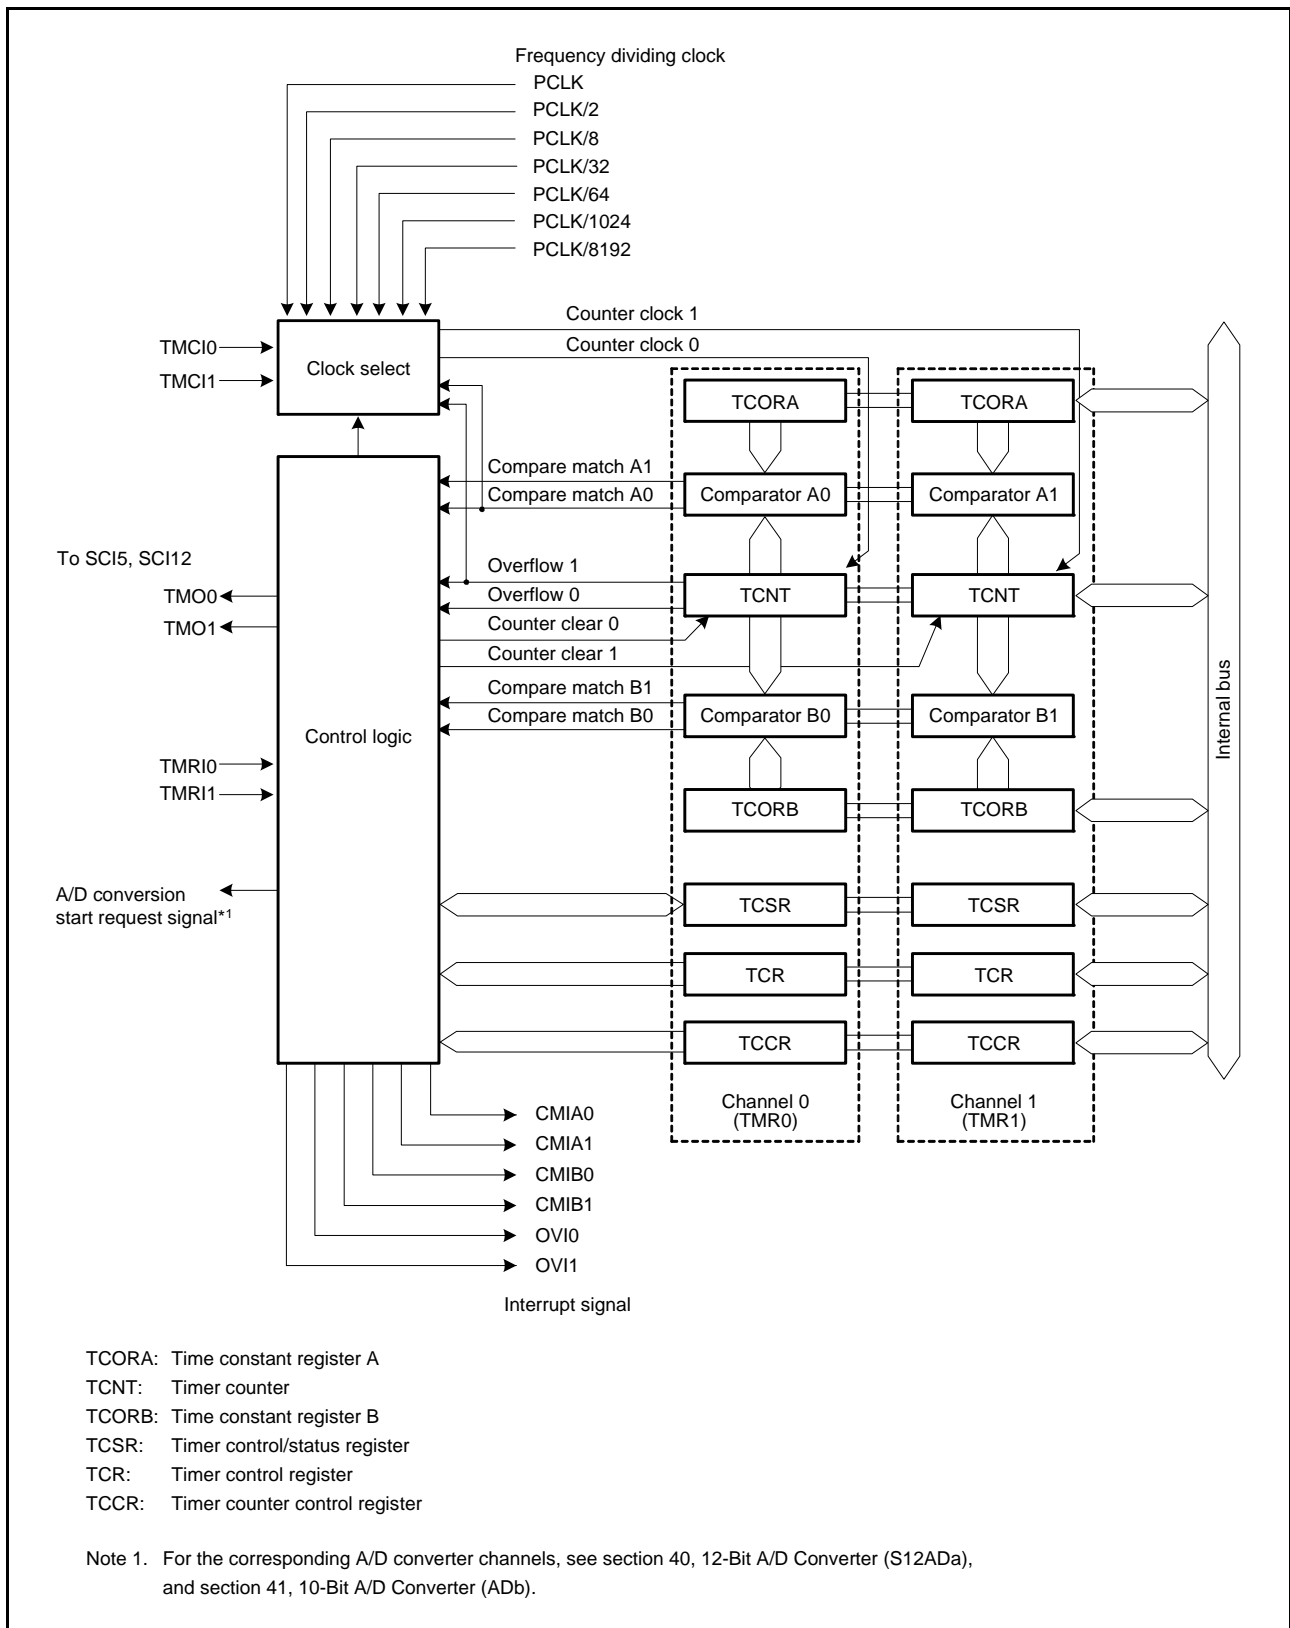 Frequency dividing clock
PCLK
PCLK/2
PCLK/8
PCLK/32
PCLK/64
PCLK/1024
PCLK/8192
Counter clock 1
Counter clock 0
TMCI0
TMCI1
Clock select
TCORA
TCORA
Compare match A1
Compare match A0
Comparator A0
Comparator A1
To SCI5, SCI12
TMO0
TMO1
Overflow 1
Overflow 0
Counter clear 0
Counter clear 1
TCNT
TCNT
Compare match B1
Compare match B0
Comparator B0
Comparator B1
Internal bus
Control logic
TMRI0
TMRI1
TCORB
TCORB
A/D conversion
start request signal*1
TCSR
TCSR
TCR
TCR
TCCR
TCCR
Channel 0
(TMR0)
Channel 1
(TMR1)
CMIA0
CMIA1
CMIB0
CMIB1
OVI0
OVI1
Interrupt signal
TCORA: Time constant register A
TCNT: Timer counter
TCORB: Time constant register B
TCSR: Timer control/status register
TCR: Timer control register
TCCR: Timer counter control register
Note 1. For the corresponding A/D converter channels, see section 40, 12-Bit A/D Converter (S12ADa),
and section 41, 10-Bit A/D Converter (ADb).